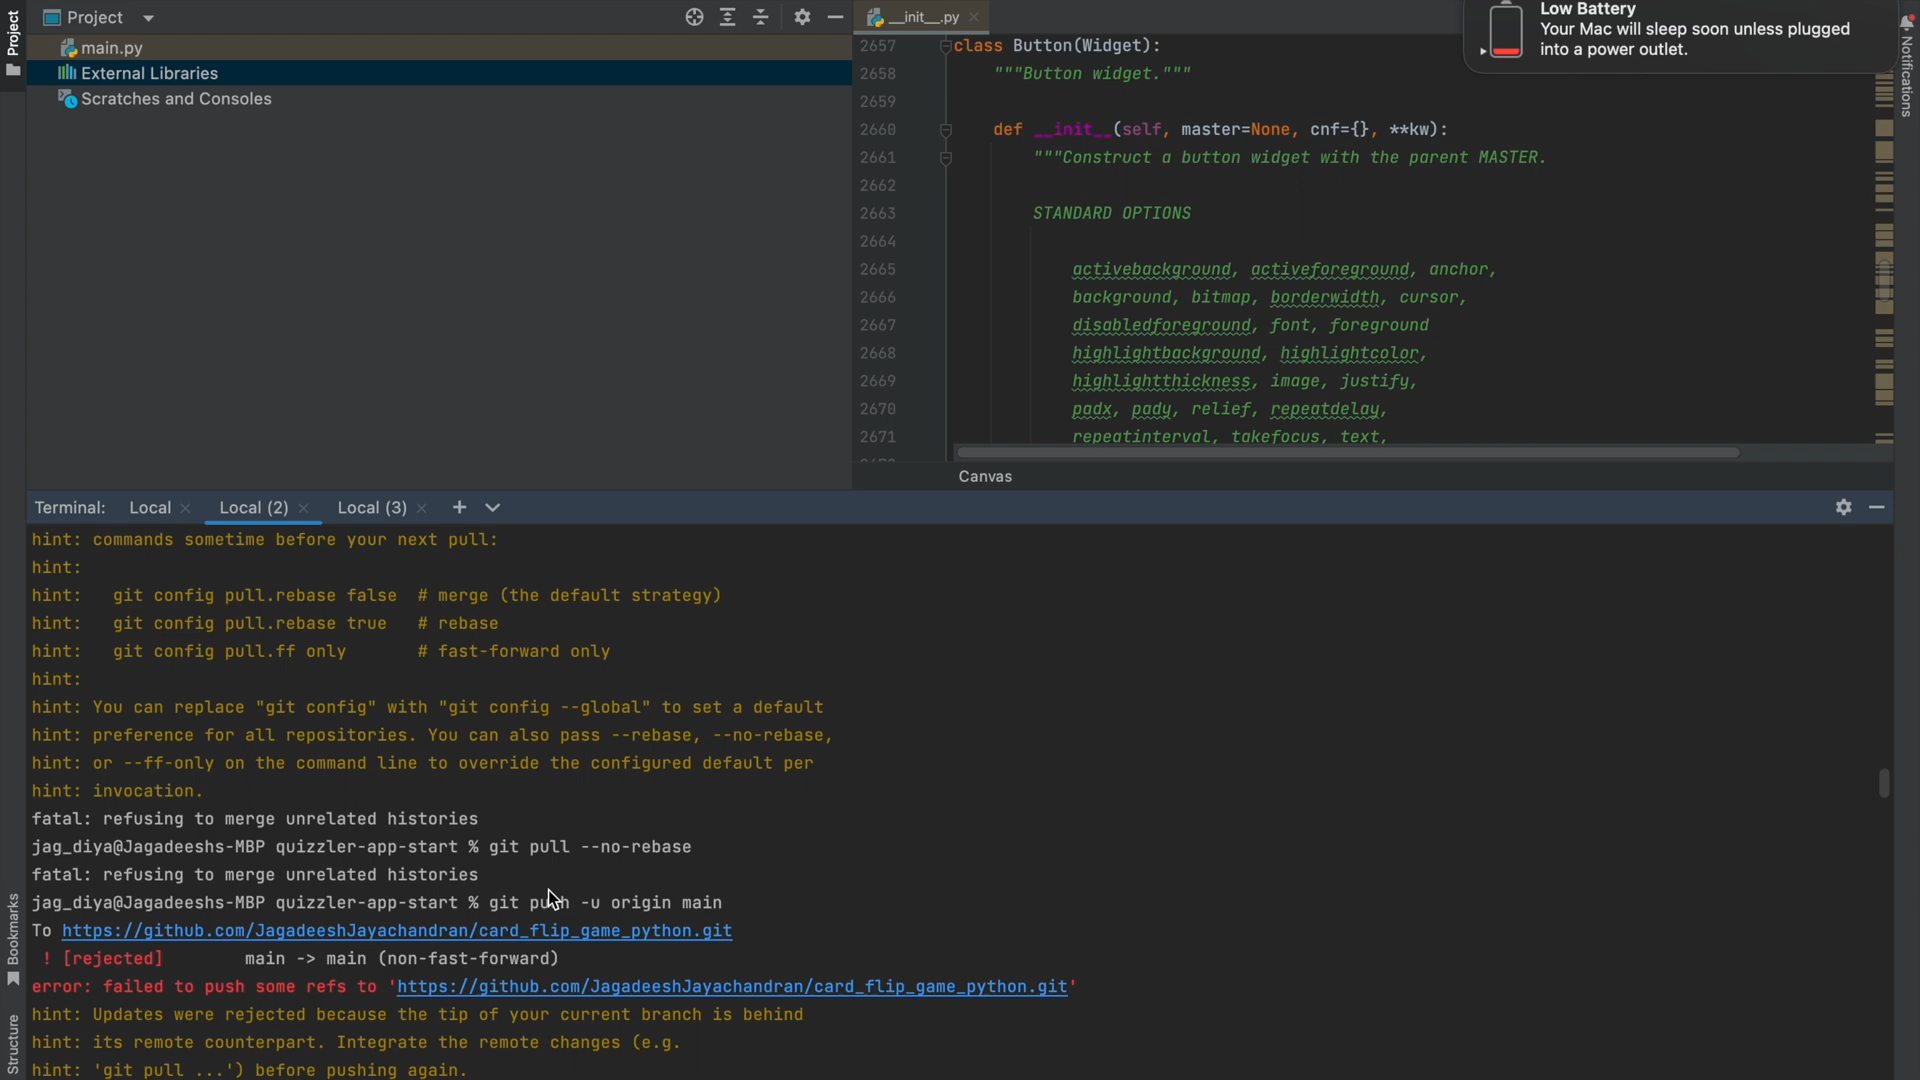 Project
Project
main.py
External Libraries
Scratches and Consoles
__init__.py
Low Battery
Your Mac will sleep soon unless plugged
into a power outlet.
Notifications
2657 class Button(Widget):
2658 """Button widget."""
2659
2660 def __init__(self, master=None, cnf={}, **kw):
2661 """Construct a button widget with the parent MASTER.
2662
2663 STANDARD OPTIONS
2664
2665 activebackground, activeforeground, anchor,
2666 background, bitmap, borderwidth, cursor,
2667 disabledforeground, font, foreground
2668 highlightbackground, highlightcolor,
2669 highlightthickness, image, justify,
2670 padx, pady, relief, repeatdelay,
2671 repeatinterval, takefocus, text,
Canvas
Terminal: Local Local (2) Local (3)
hint: commands sometime before your next pull:
hint:
hint:   git config pull.rebase false  # merge (the default strategy)
hint:   git config pull.rebase true   # rebase
hint:   git config pull.ff only       # fast-forward only
hint:
hint: You can replace "git config" with "git config --global" to set a default
hint: preference for all repositories. You can also pass --rebase, --no-rebase,
hint: or --ff-only on the command line to override the configured default per
hint: invocation.
fatal: refusing to merge unrelated histories
jag_diya@Jagadeeshs-MBP quizzler-app-start % git pull --no-rebase
fatal: refusing to merge unrelated histories
jag_diya@Jagadeeshs-MBP quizzler-app-start % git push -u origin main
To https://github.com/JagadeeshJayachandran/card_flip_game_python.git
! [rejected]        main -> main (non-fast-forward)
error: failed to push some refs to 'https://github.com/JagadeeshJayachandran/card_flip_game_python.git'
hint: Updates were rejected because the tip of your current branch is behind
hint: its remote counterpart. Integrate the remote changes (e.g.
hint: 'git pull ...') before pushing again.
Bookmarks
Structure